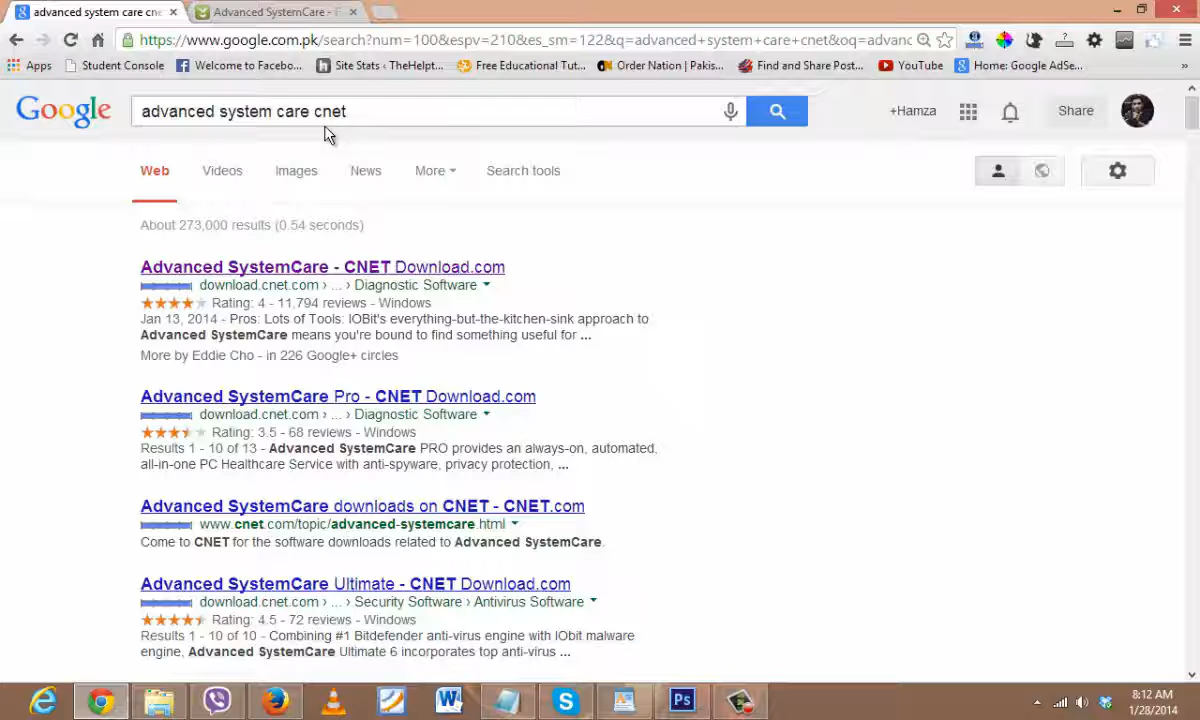 advanced system care cne
Advanced SystemCare - F
https://www.google.com.pk/search?num=100&espv=210&es_sm=122&q=advanced+system+care+cnet&oq=advanc
Apps
Student Console
Welcome to Facebo...
Site Stats ‹ TheHelpt...
Free Educational Tut...
Order Nation | Pakis...
Find and Share Post...
YouTube
Home: Google AdSe...
»
Google
advanced system care cnet
+Hamza
Share
Web
Videos
Images
News
More
Search tools
About 273,000 results (0.54 seconds)
Advanced SystemCare - CNET Download.com
download.cnet.com › ... › Diagnostic Software
Rating: 4 - 11,794 reviews - Windows
Jan 13, 2014 - Pros: Lots of Tools: IOBit's everything-but-the-kitchen-sink approach to
Advanced SystemCare means you're bound to find something useful for ...
More by Eddie Cho - in 226 Google+ circles
Advanced SystemCare Pro - CNET Download.com
download.cnet.com › ... › Diagnostic Software
Rating: 3.5 - 68 reviews - Windows
Results 1 - 10 of 13 - Advanced SystemCare PRO provides an always-on, automated,
all-in-one PC Healthcare Service with anti-spyware, privacy protection, ...
Advanced SystemCare downloads on CNET - CNET.com
www.cnet.com/topic/advanced-systemcare.html
Come to CNET for the software downloads related to Advanced SystemCare.
Advanced SystemCare Ultimate - CNET Download.com
download.cnet.com › ... › Security Software › Antivirus Software
Rating: 4.5 - 72 reviews - Windows
Results 1 - 10 of 10 - Combining #1 Bitdefender anti-virus engine with IObit malware
engine, Advanced SystemCare Ultimate 6 incorporates top anti-virus ...
Ps
8:12 AM
1/28/2014